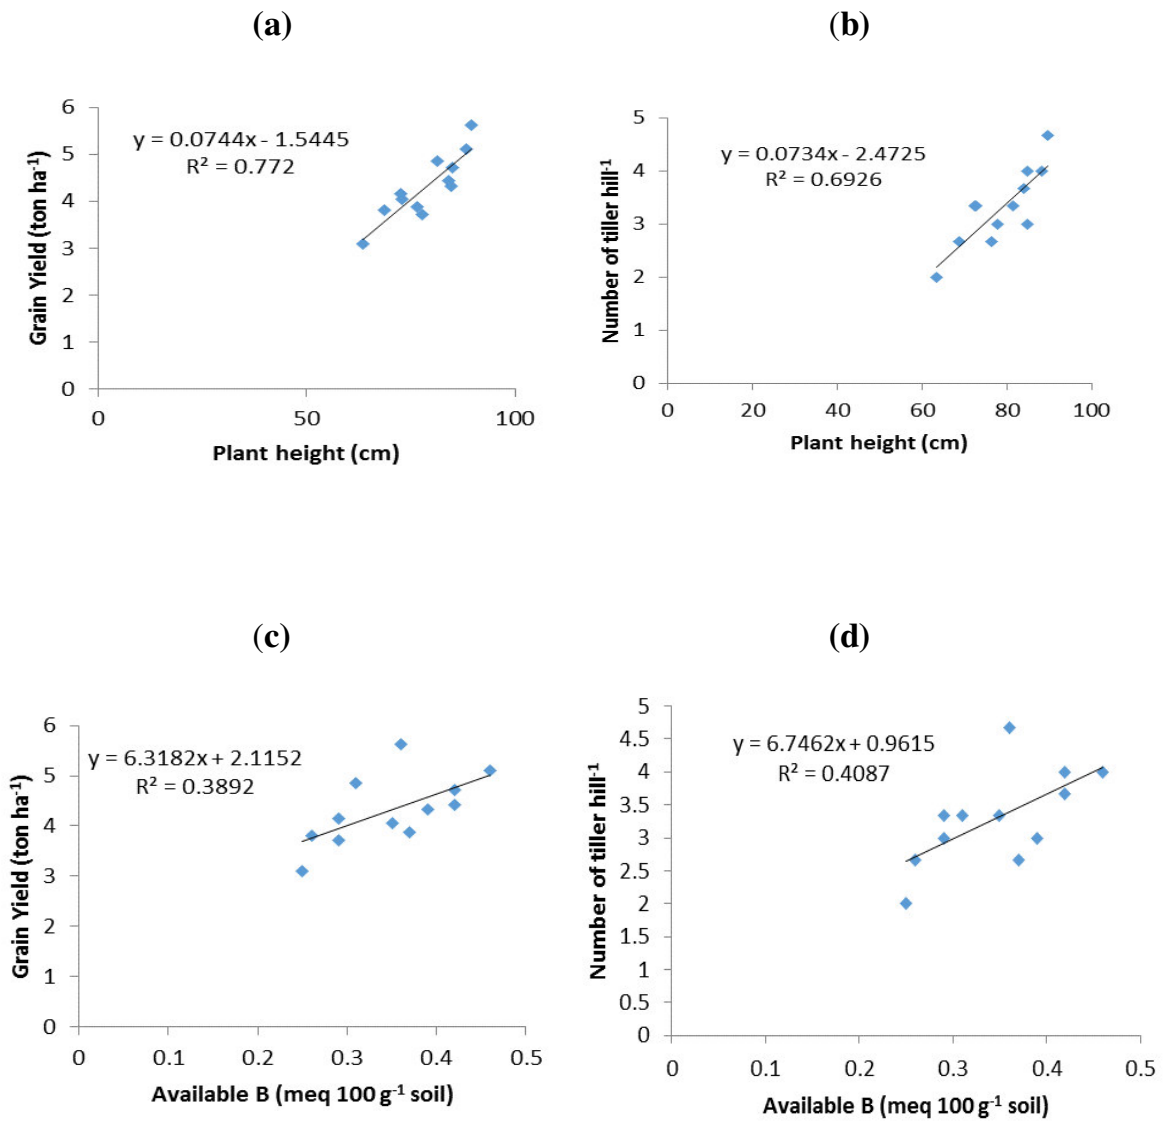 (a)
6
5
4
3
2
1
0
y = 0.0744x - 1.5445
R² = 0.772
Grain Yield (ton ha⁻¹)
0 50 100
Plant height (cm)
(b)
5
4
3
2
1
0
y = 0.0734x - 2.4725
R² = 0.6926
Number of tiller hill⁻¹
0 20 40 60 80 100
Plant height (cm)
(c)
6
5
4
3
2
1
0
y = 6.3182x + 2.1152
R² = 0.3892
Grain Yield (ton ha⁻¹)
0 0.1 0.2 0.3 0.4 0.5
Available B (meq 100 g⁻¹ soil)
(d)
5
4.5
4
3.5
3
2.5
2
1.5
1
0.5
0
y = 6.7462x + 0.9615
R² = 0.4087
Number of tiller hill⁻¹
0 0.1 0.2 0.3 0.4 0.5
Available B (meq 100 g⁻¹ soil)